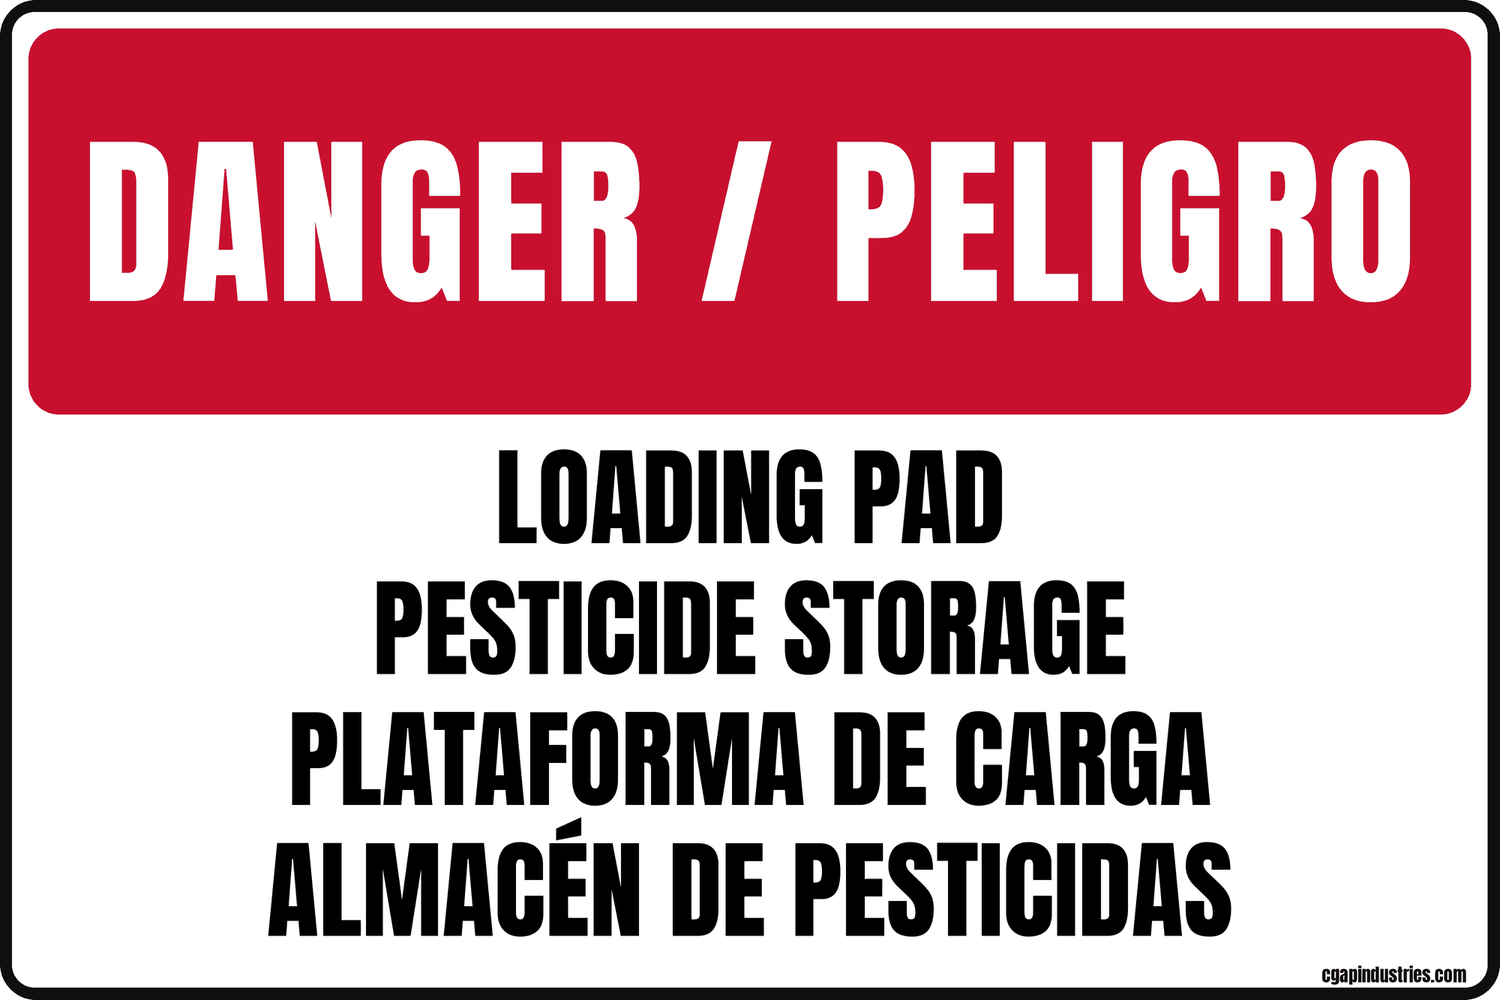 DANGER / PELIGRO
LOADING PAD
PESTICIDE STORAGE
PLATAFORMA DE CARGA
ALMACÉN DE PESTICIDAS
cgapindustries.com